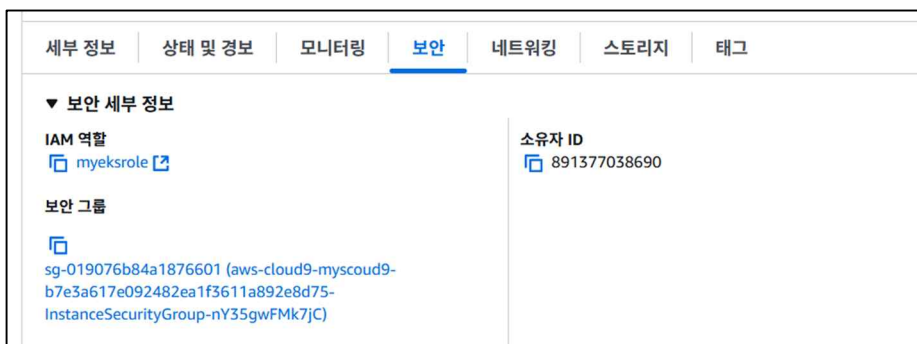 세부 정보 상태 및 경보 모니터링 보안 네트워킹 스토리지 태그
▼ 보안 세부 정보
IAM 역할
myeksrole
소유자 ID
891377038690
보안 그룹
sg-019076b84a1876601 (aws-cloud9-myscoud9-
b7e3a617e092482ea1f3611a892e8d75-
InstanceSecurityGroup-nY35gwFMk7jC)